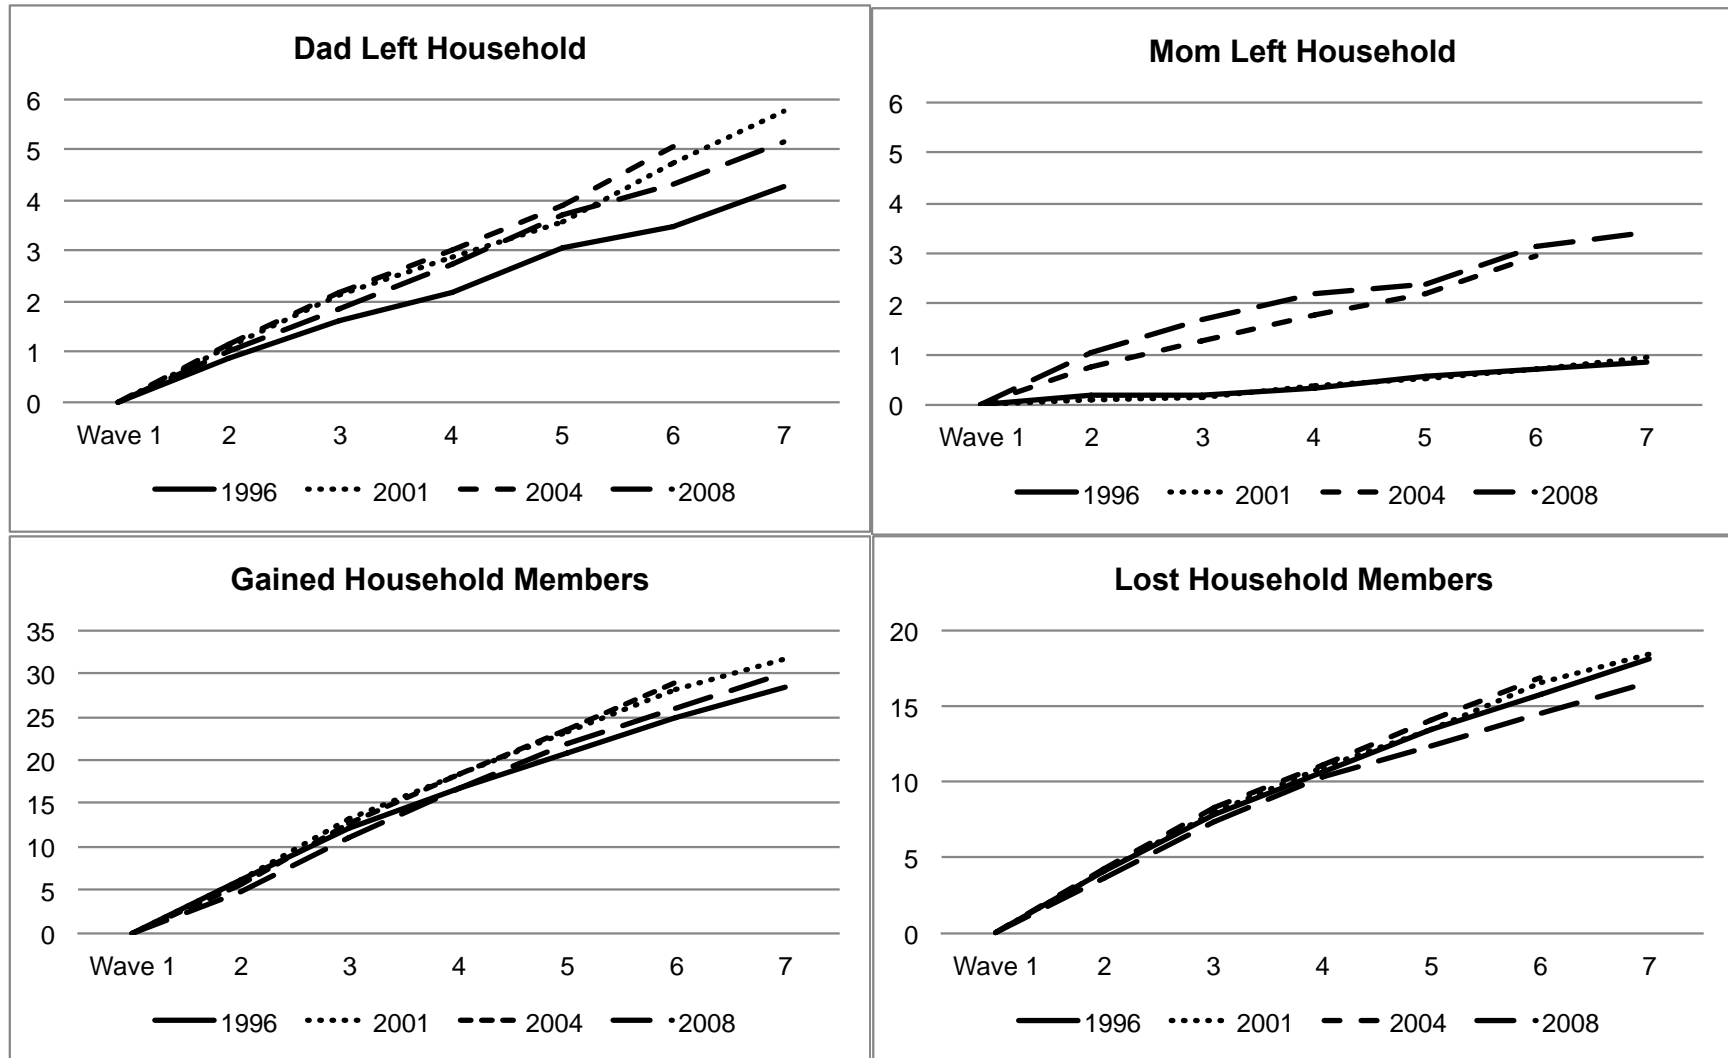 Dad Left Household
6
5
4
3
2
1
0
Wave 1 2 3 4 5 6 7
1996 2001 2004 2008
Mom Left Household
6
5
4
3
2
1
0
Wave 1 2 3 4 5 6 7
1996 2001 2004 2008
Gained Household Members
35
30
25
20
15
10
5
0
Wave 1 2 3 4 5 6 7
1996 2001 2004 2008
Lost Household Members
20
15
10
5
0
Wave 1 2 3 4 5 6 7
1996 2001 2004 2008